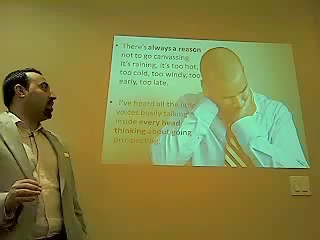 • There's always a reason
not to go canvassing.
It's raining, it's too hot,
too cold, too windy, too
early, too late.
• I've heard all the little
voices busily talking
inside every head
thinking about going
prospecting.